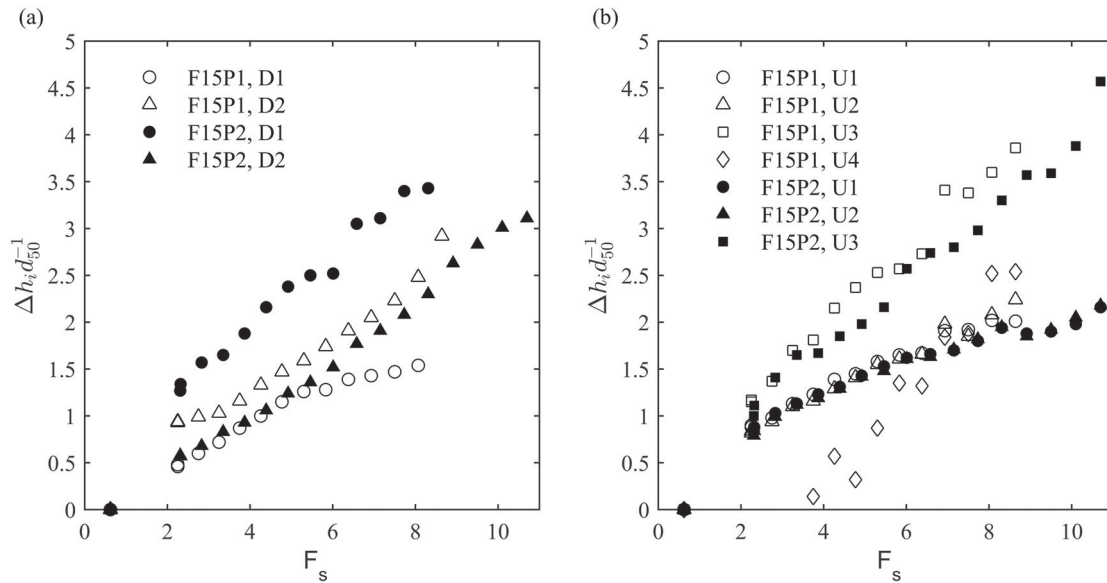 (a)
5
4.5
4
3.5
3
2.5
2
1.5
1
0.5
0
0 2 4 6 8 10
Δh_i d_50^-1
F_s
F15P1, D1
F15P1, D2
F15P2, D1
F15P2, D2
(b)
5
4.5
4
3.5
3
2.5
2
1.5
1
0.5
0
0 2 4 6 8 10
Δh_i d_50^-1
F_s
F15P1, U1
F15P1, U2
F15P1, U3
F15P1, U4
F15P2, U1
F15P2, U2
F15P2, U3